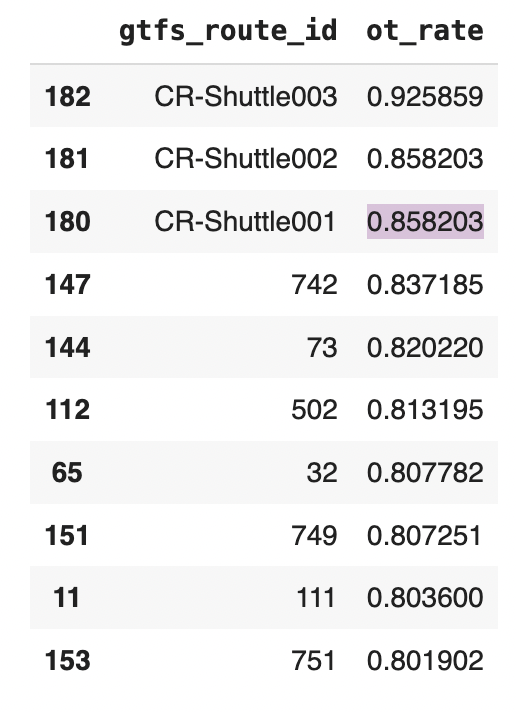 gtfs_route_id ot_rate
182 CR-Shuttle003 0.925859
181 CR-Shuttle002 0.858203
180 CR-Shuttle001 0.858203
147 742 0.837185
144 73 0.820220
112 502 0.813195
65 32 0.807782
151 749 0.807251
11 111 0.803600
153 751 0.801902